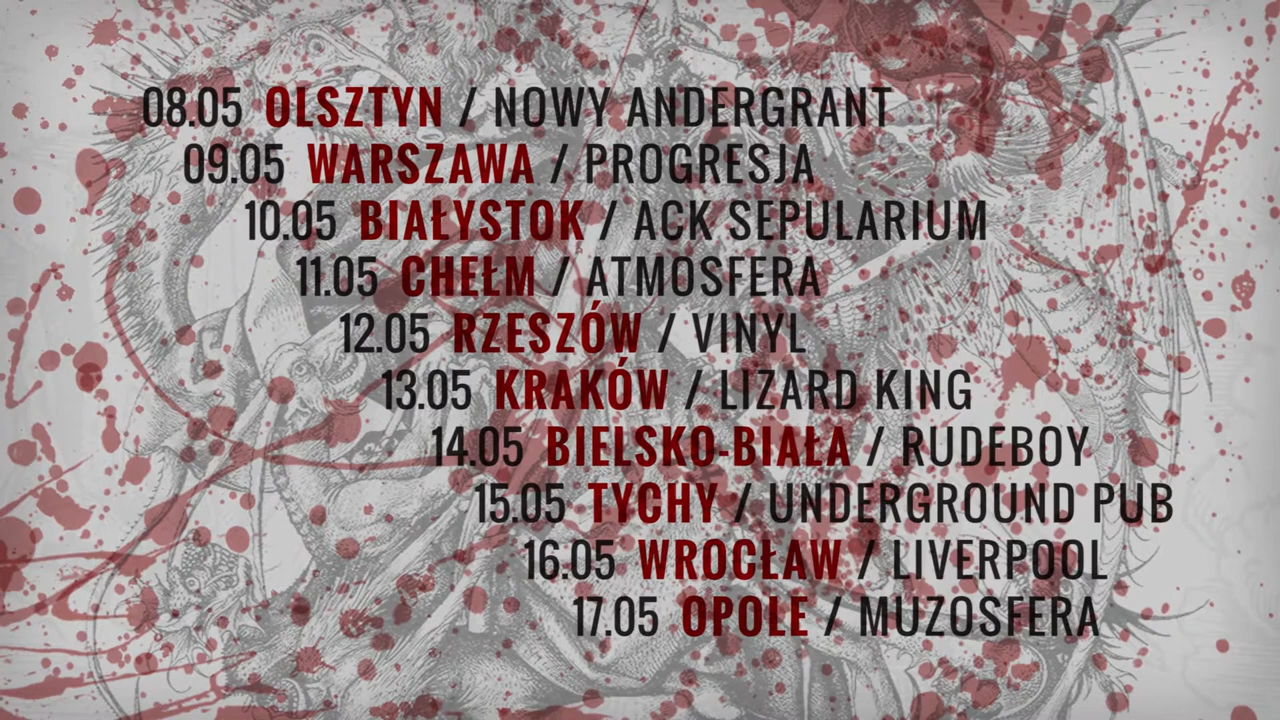 08.05 OLSZTYN / NOWY ANDERGRANT
09.05 WARSZAWA / PROGRESJA
10.05 BIAŁYSTOK / ACK SEPULARIUM
11.05 CHEŁM / ATMOSFERA
12.05 RZESZÓW / VINYL
13.05 KRAKÓW / LIZARD KING
14.05 BIELSKO-BIAŁA / RUDEBOY
15.05 TYCHY / UNDERGROUND PUB
16.05 WROCŁAW / LIVERPOOL
17.05 OPOLE / MUZOSFERA